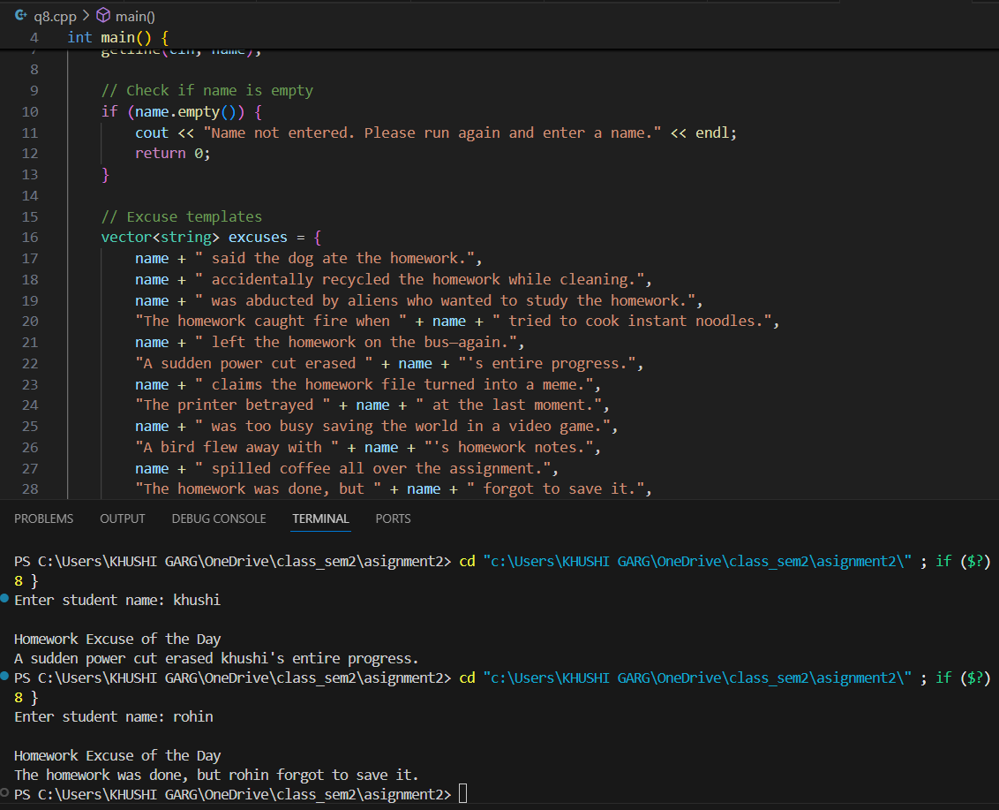 q8.cpp > main()
4 int main() {
7 getline(cin, name);
8
9 // Check if name is empty
10 if (name.empty()) {
11 cout << "Name not entered. Please run again and enter a name." << endl;
12 return 0;
13 }
14
15 // Excuse templates
16 vector<string> excuses = {
17 name + " said the dog ate the homework.",
18 name + " accidentally recycled the homework while cleaning.",
19 name + " was abducted by aliens who wanted to study the homework.",
20 "The homework caught fire when " + name + " tried to cook instant noodles.",
21 name + " left the homework on the bus—again.",
22 "A sudden power cut erased " + name + "'s entire progress.",
23 name + " claims the homework file turned into a meme.",
24 "The printer betrayed " + name + " at the last moment.",
25 name + " was too busy saving the world in a video game.",
26 "A bird flew away with " + name + "'s homework notes.",
27 name + " spilled coffee all over the assignment.",
28 "The homework was done, but " + name + " forgot to save it.",
PROBLEMS OUTPUT DEBUG CONSOLE TERMINAL PORTS
PS C:\Users\KHUSHI GARG\OneDrive\class_sem2\asignment2> cd "c:\Users\KHUSHI GARG\OneDrive\class_sem2\asignment2\" ; if ($?)
8 }
Enter student name: khushi
Homework Excuse of the Day
A sudden power cut erased khushi's entire progress.
PS C:\Users\KHUSHI GARG\OneDrive\class_sem2\asignment2> cd "c:\Users\KHUSHI GARG\OneDrive\class_sem2\asignment2\" ; if ($?)
8 }
Enter student name: rohin
Homework Excuse of the Day
The homework was done, but rohin forgot to save it.
PS C:\Users\KHUSHI GARG\OneDrive\class_sem2\asignment2>